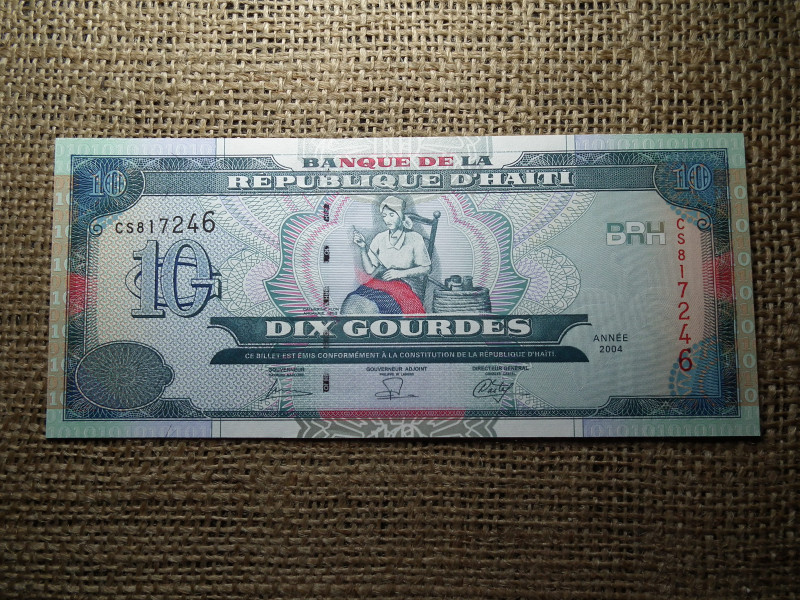 BANQUE DE LA
RÉPUBLIQUE D'HAÏTI
10
10
CS817246
10
BRH
CS817246
DIX GOURDES
ANNÉE
2004
CE BILLET EST ÉMIS CONFORMÉMENT À LA CONSTITUTION DE LA RÉPUBLIQUE D'HAÏTI.
GOUVERNEUR
GOUVERNEUR ADJOINT
DIRECTEUR GÉNÉRAL